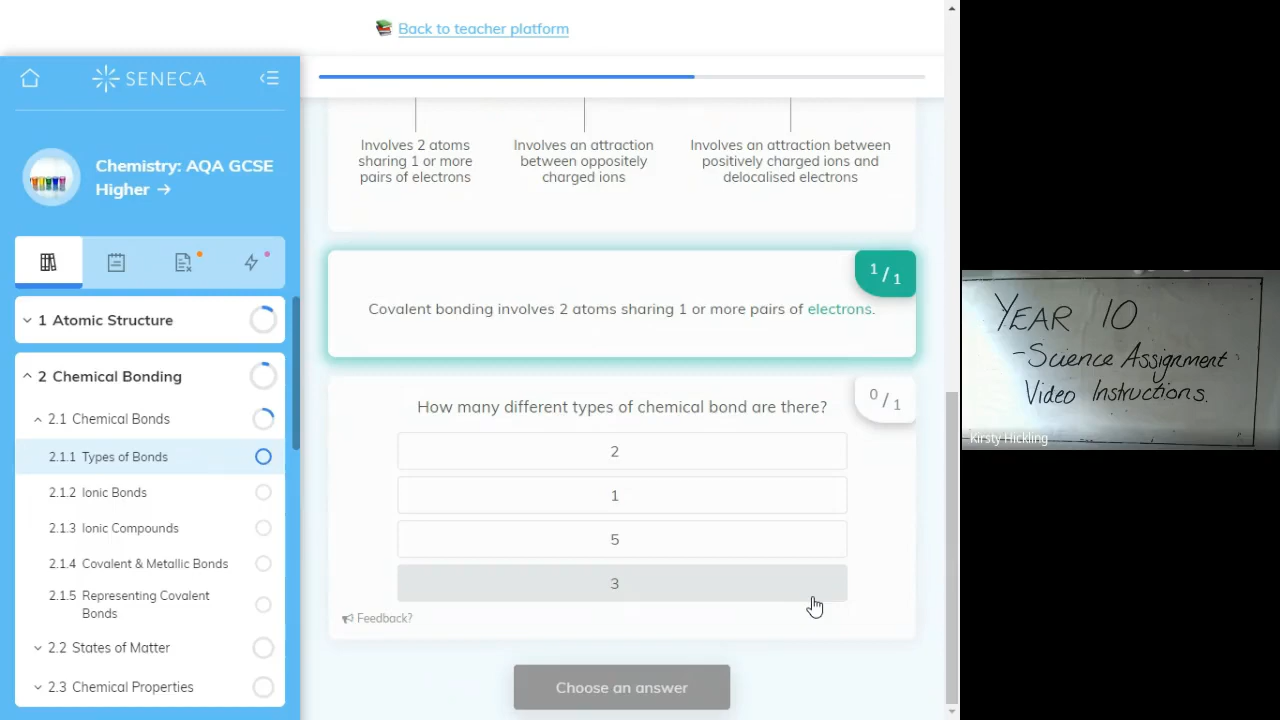 Back to teacher platform
SENECA
Chemistry: AQA GCSE
Higher →
1 Atomic Structure
2 Chemical Bonding
2.1 Chemical Bonds
2.1.1 Types of Bonds
2.1.2 Ionic Bonds
2.1.3 Ionic Compounds
2.1.4 Covalent & Metallic Bonds
2.1.5 Representing Covalent
Bonds
2.2 States of Matter
2.3 Chemical Properties
Involves 2 atoms
sharing 1 or more
pairs of electrons
Involves an attraction
between oppositely
charged ions
Involves an attraction between
positively charged ions and
delocalised electrons
1 / 1
Covalent bonding involves 2 atoms sharing 1 or more pairs of electrons.
0 / 1
How many different types of chemical bond are there?
2
1
5
3
Feedback?
Choose an answer
YEAR 10
- Science Assignment
Video Instructions.
Kirsty Hickling